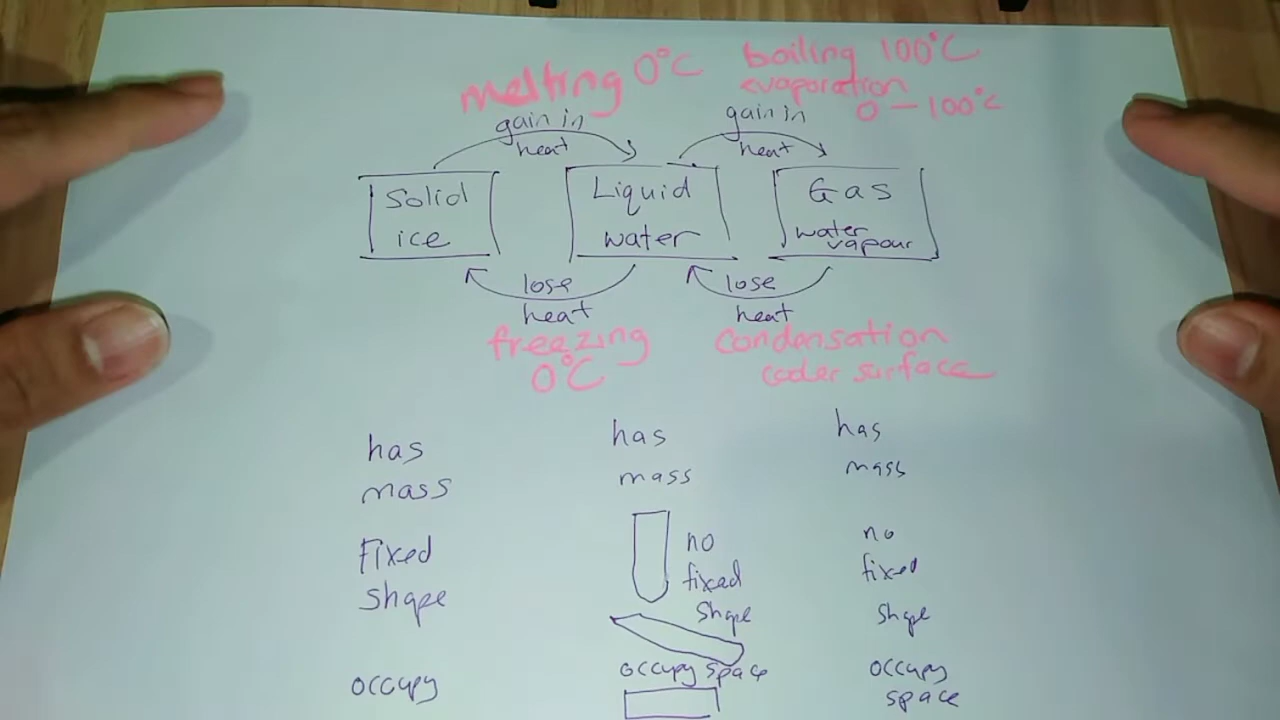 melting 0°C
boiling 100°C
evaporation
0 – 100°C
gain in
heat
gain in
heat
Solid
ice
Liquid
water
Gas
water
vapour
lose
heat
lose
heat
freezing
0°C
condensation
surface
has
mass
Fixed
shape
occupy
has
mass
no
fixed
shape
occupy space
has
mass
no
fixed
shape
occupy
space